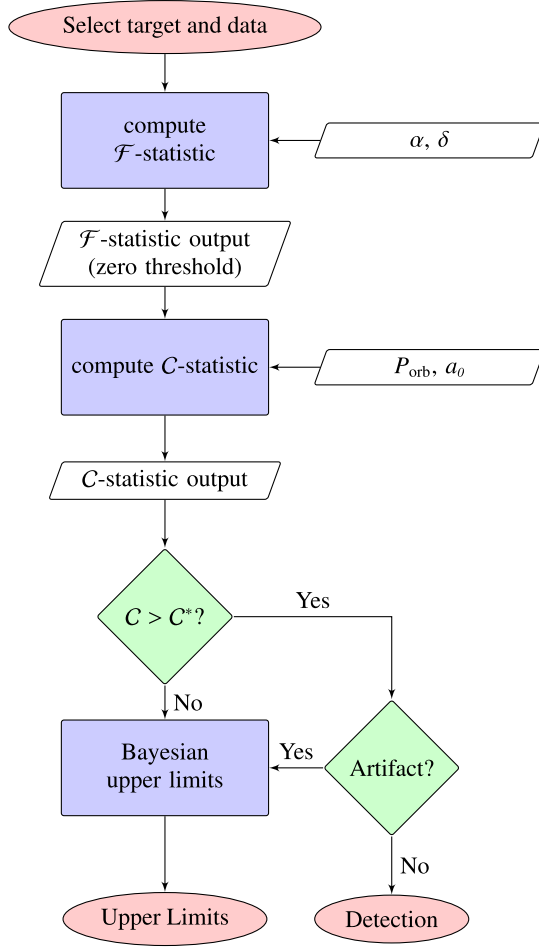 Select target and data
compute
ℱ-statistic
α, δ
ℱ-statistic output
(zero threshold)
compute 𝒞-statistic
P_orb, a_0
𝒞-statistic output
𝒞 > 𝒞*?
Yes
No
Bayesian
upper limits
Yes
Artifact?
No
Upper Limits
Detection